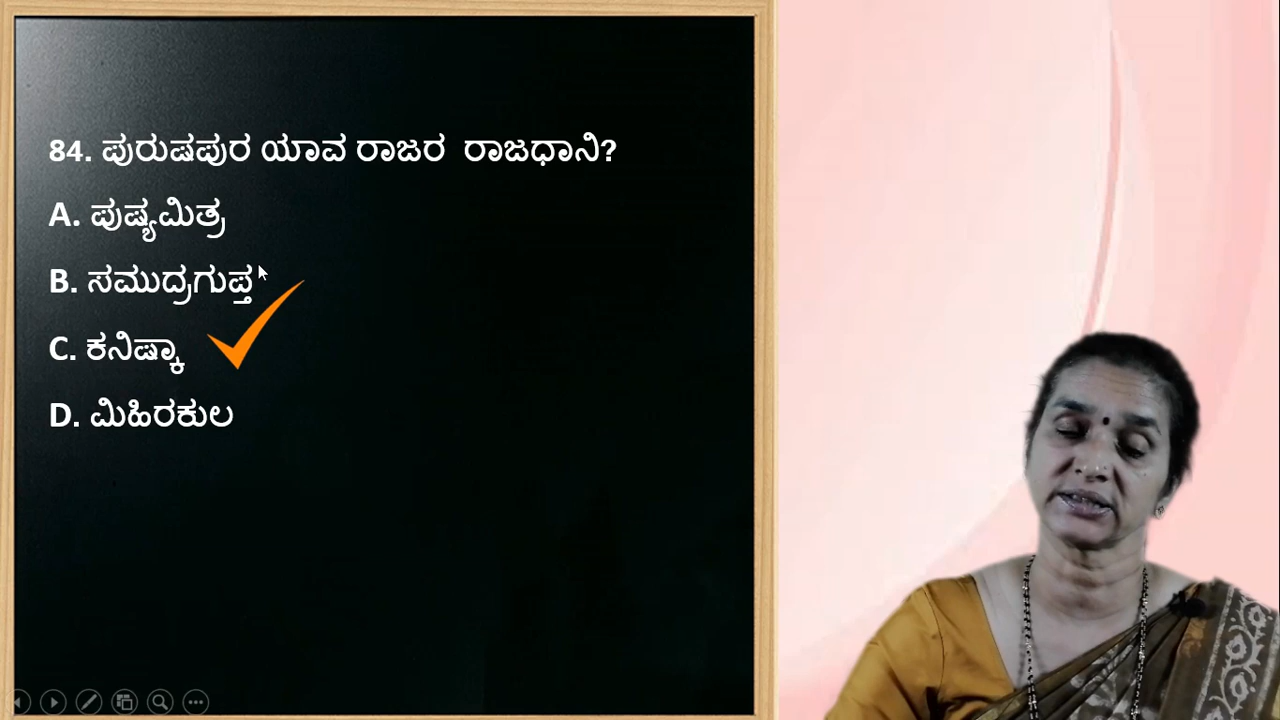 84. ಪುರುಷಪುರ ಯಾವ ರಾಜರ ರಾಜಧಾನಿ?
A. ಪುಷ್ಯಮಿತ್ರ
B. ಸಮುದ್ರಗುಪ್ತ
C. ಕನಿಷ್ಕಾ
D. ಮಿಹಿರಕುಲ